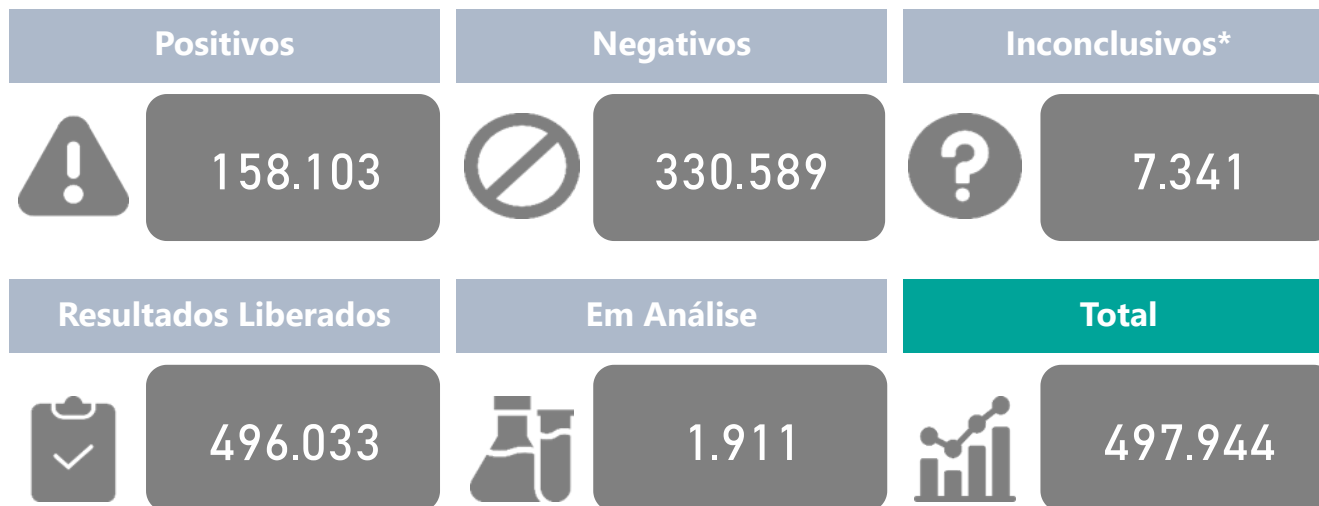 Positivos
Negativos
Inconclusivos*
158.103
330.589
7.341
Resultados Liberados
Em Análise
Total
496.033
1.911
497.944